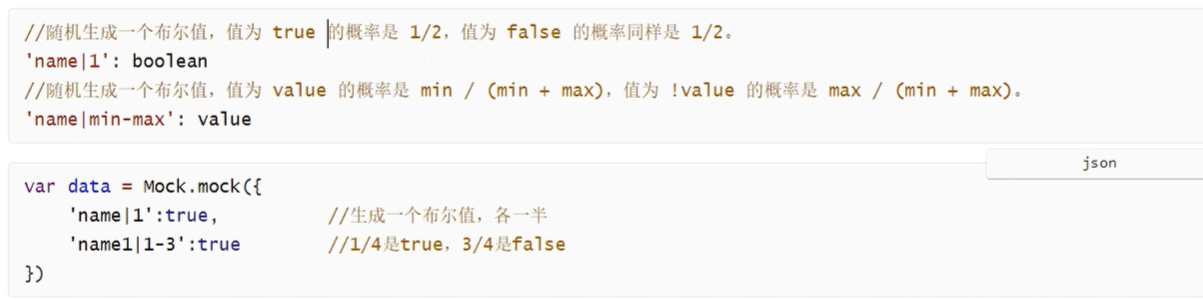 //随机生成一个布尔值，值为 true 的概率是 1/2，值为 false 的概率同样是 1/2。
'name|1': boolean
//随机生成一个布尔值，值为 value 的概率是 min / (min + max)，值为 !value 的概率是 max / (min + max)。
'name|min-max': value
json
var data = Mock.mock({
    'name|1':true,          //生成一个布尔值，各一半
    'name1|1-3':true        //1/4是true，3/4是false
})